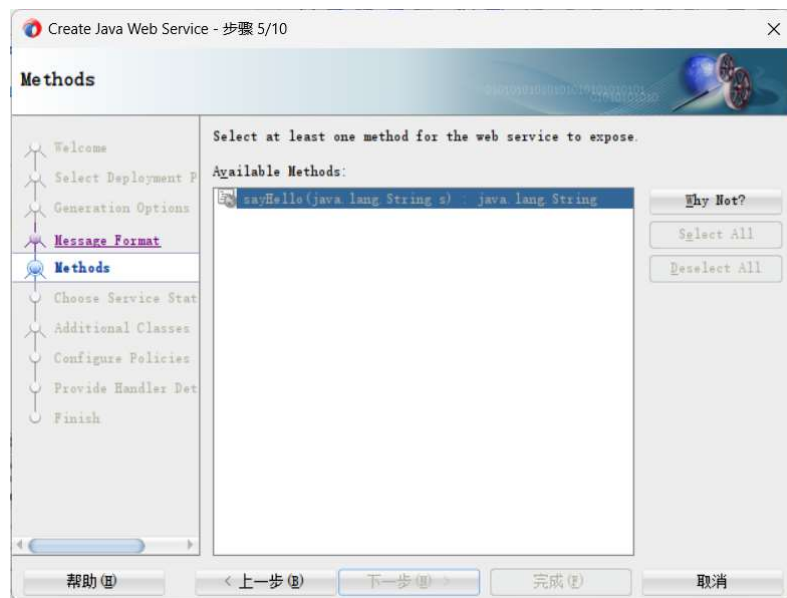 Create Java Web Service - 步骤 5/10
Methods
Welcome
Select Deployment P
Generation Options
Message Format
Methods
Choose Service Stat
Additional Classes
Configure Policies
Provide Handler Det
Finish
Select at least one method for the web service to expose.
Available Methods:
sayHello(java.lang.String s) : java.lang.String
Why Not?
Select All
Deselect All
帮助(H)
< 上一步(B)
下一步(N) >
完成(F)
取消